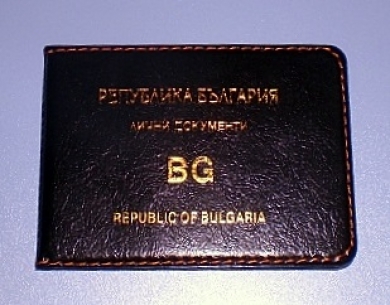 РЕПУБЛИКА БЪЛГАРИЯ
ЛИЧНИ ДОКУМЕНТИ
BG
REPUBLIC OF BULGARIA